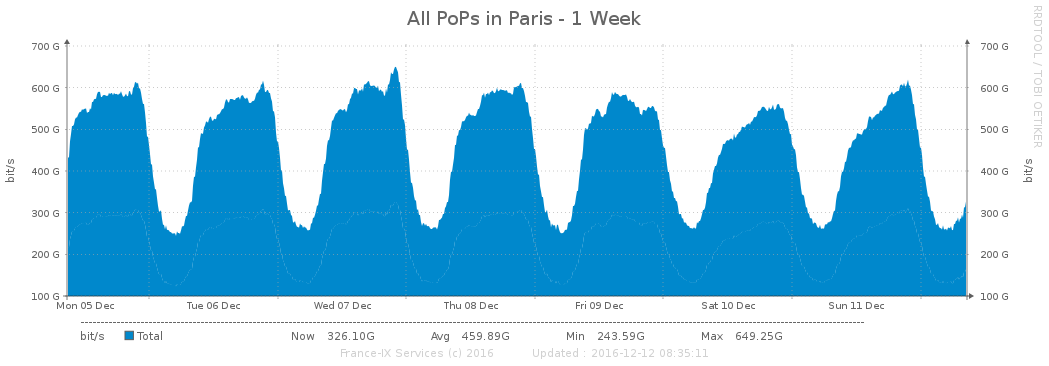 All PoPs in Paris - 1 Week
RRDTOOL / TOBI OETIKER
700 G 700 G
600 G 600 G
500 G 500 G
400 G 400 G
300 G 300 G
200 G 200 G
100 G 100 G
bit/s bit/s
Mon 05 Dec Tue 06 Dec Wed 07 Dec Thu 08 Dec Fri 09 Dec Sat 10 Dec Sun 11 Dec
bit/s Total Now 326.10G Avg 459.89G Min 243.59G Max 649.25G
France-IX Services (c) 2016 Updated : 2016-12-12 08:35:11